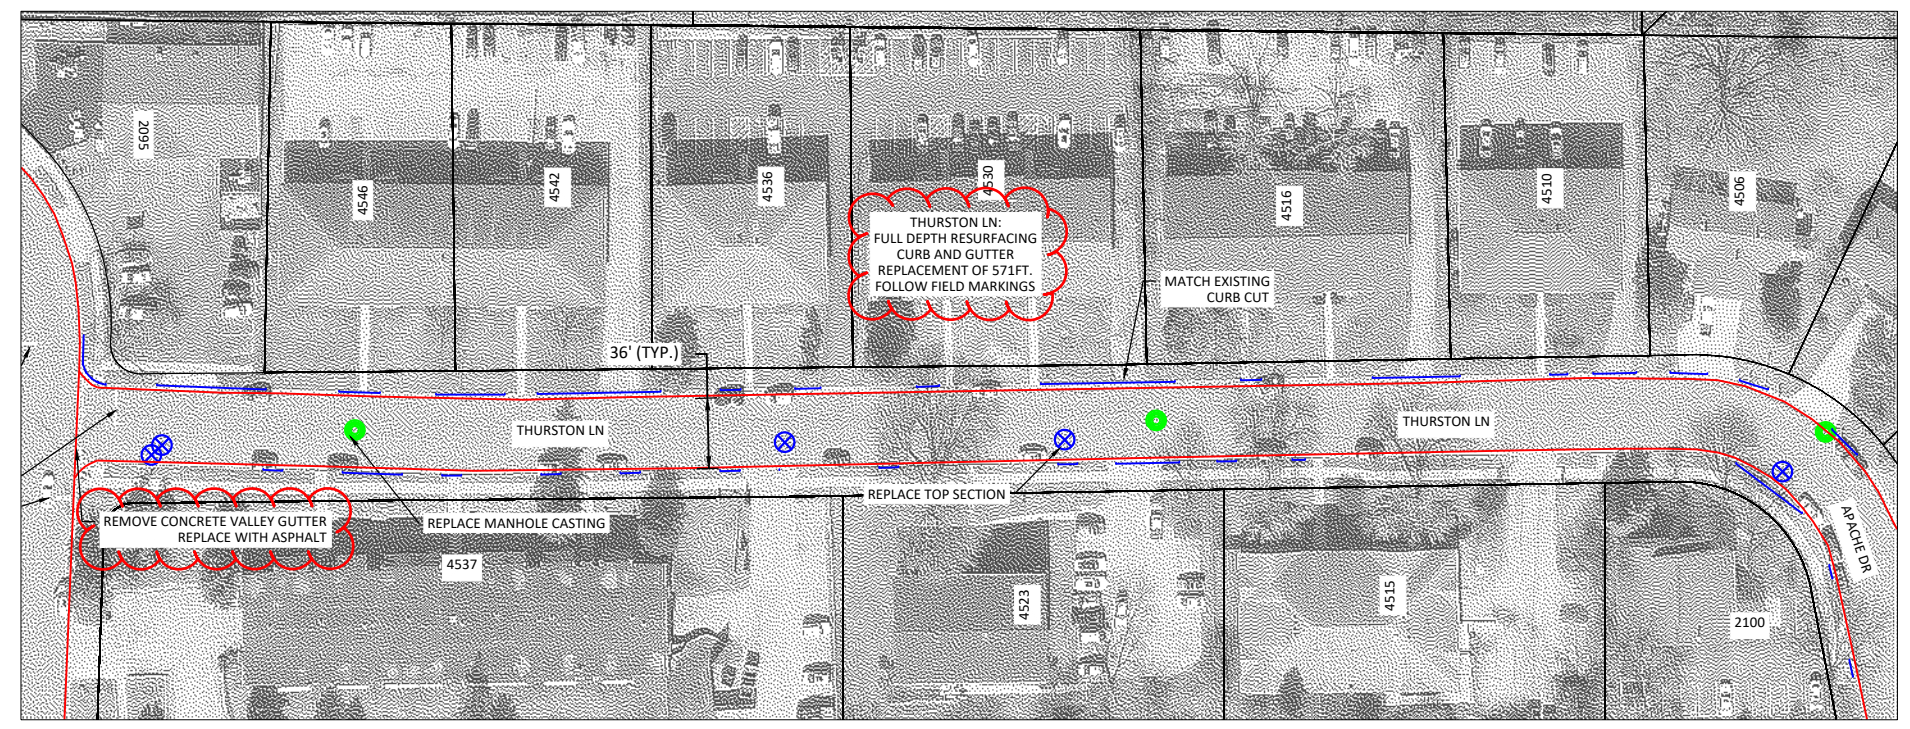 2095
4546
4542
4536
4530
4516
4510
4506
THURSTON LN:
FULL DEPTH RESURFACING
CURB AND GUTTER
REPLACEMENT OF 571FT.
FOLLOW FIELD MARKINGS
MATCH EXISTING
CURB CUT
36' (TYP.)
THURSTON LN
THURSTON LN
REPLACE TOP SECTION
REMOVE CONCRETE VALLEY GUTTER
REPLACE WITH ASPHALT
REPLACE MANHOLE CASTING
APACHE DR
4537
4523
4515
2100